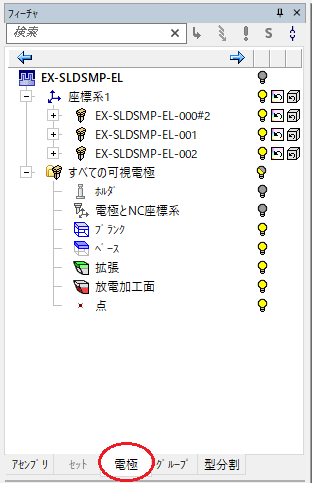 フィーチャ
検索
S
EX-SLDSMP-EL
座標系1
EX-SLDSMP-EL-000#2
EX-SLDSMP-EL-001
EX-SLDSMP-EL-002
すべての可視電極
ﾎﾙﾀﾞ
電極とNC座標系
ﾌﾞﾗﾝｸ
ﾍﾞｰｽ
拡張
放電加工面
点
ｱｾﾝﾌﾞﾘ ｾｯﾄ 電極 ｸﾞﾙｰﾌﾟ 型分割